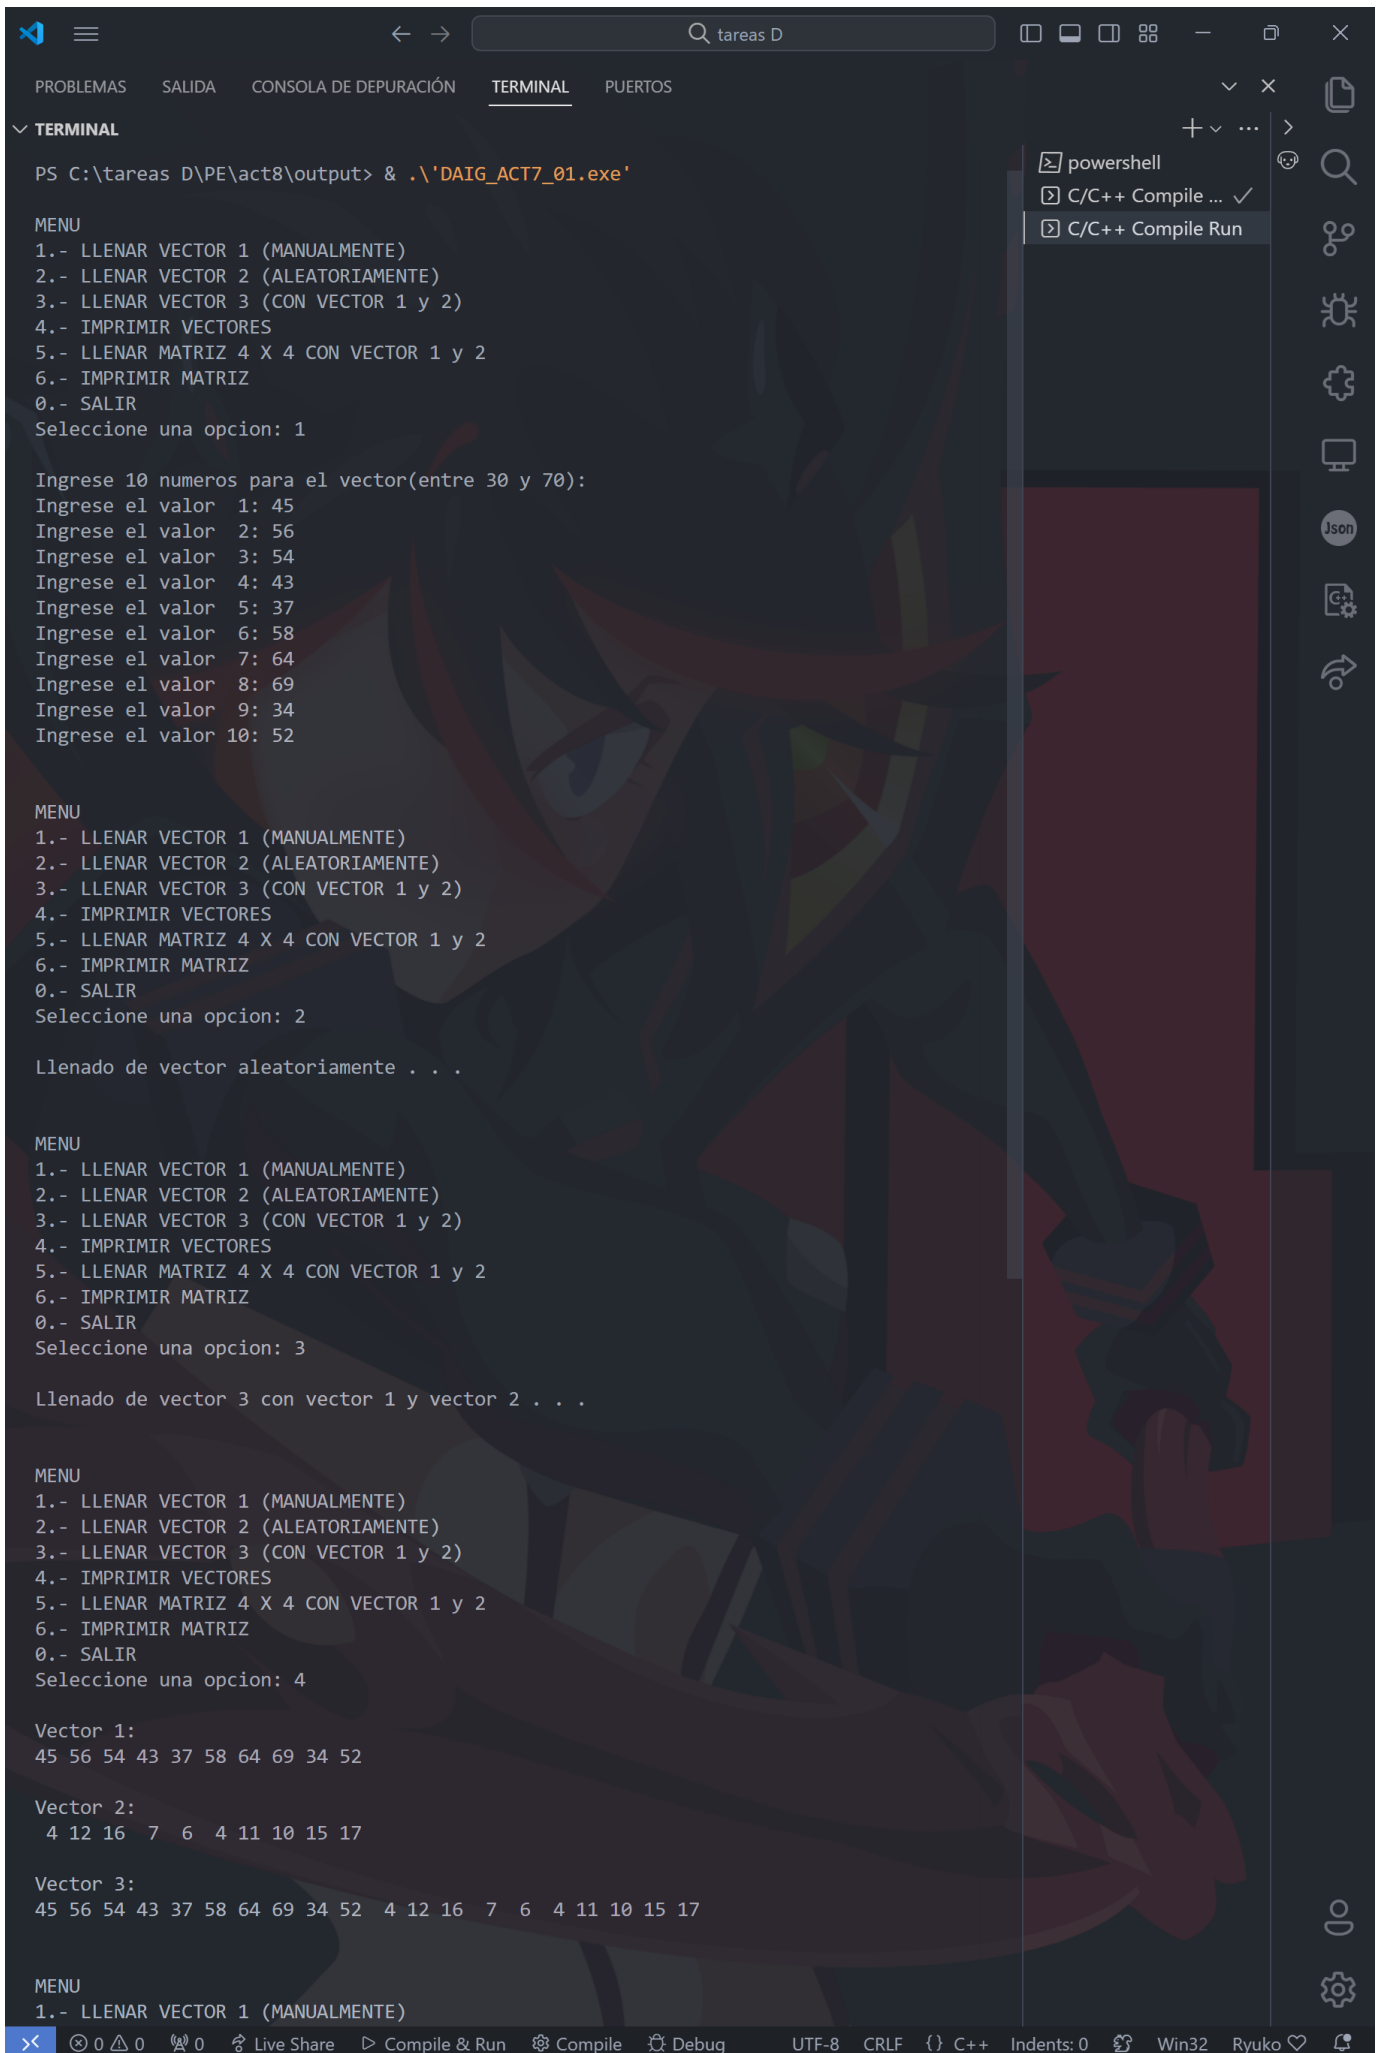 tareas D
PROBLEMAS SALIDA CONSOLA DE DEPURACIÓN TERMINAL PUERTOS
TERMINAL
powershell
C/C++ Compile ...
C/C++ Compile Run
PS C:\tareas D\PE\act8\output> & .\'DAIG_ACT7_01.exe'
MENU
1.- LLENAR VECTOR 1 (MANUALMENTE)
2.- LLENAR VECTOR 2 (ALEATORIAMENTE)
3.- LLENAR VECTOR 3 (CON VECTOR 1 y 2)
4.- IMPRIMIR VECTORES
5.- LLENAR MATRIZ 4 X 4 CON VECTOR 1 y 2
6.- IMPRIMIR MATRIZ
0.- SALIR
Seleccione una opcion: 1
Ingrese 10 numeros para el vector(entre 30 y 70):
Ingrese el valor  1: 45
Ingrese el valor  2: 56
Ingrese el valor  3: 54
Ingrese el valor  4: 43
Ingrese el valor  5: 37
Ingrese el valor  6: 58
Ingrese el valor  7: 64
Ingrese el valor  8: 69
Ingrese el valor  9: 34
Ingrese el valor 10: 52
MENU
1.- LLENAR VECTOR 1 (MANUALMENTE)
2.- LLENAR VECTOR 2 (ALEATORIAMENTE)
3.- LLENAR VECTOR 3 (CON VECTOR 1 y 2)
4.- IMPRIMIR VECTORES
5.- LLENAR MATRIZ 4 X 4 CON VECTOR 1 y 2
6.- IMPRIMIR MATRIZ
0.- SALIR
Seleccione una opcion: 2
Llenado de vector aleatoriamente . . .
MENU
1.- LLENAR VECTOR 1 (MANUALMENTE)
2.- LLENAR VECTOR 2 (ALEATORIAMENTE)
3.- LLENAR VECTOR 3 (CON VECTOR 1 y 2)
4.- IMPRIMIR VECTORES
5.- LLENAR MATRIZ 4 X 4 CON VECTOR 1 y 2
6.- IMPRIMIR MATRIZ
0.- SALIR
Seleccione una opcion: 3
Llenado de vector 3 con vector 1 y vector 2 . . .
MENU
1.- LLENAR VECTOR 1 (MANUALMENTE)
2.- LLENAR VECTOR 2 (ALEATORIAMENTE)
3.- LLENAR VECTOR 3 (CON VECTOR 1 y 2)
4.- IMPRIMIR VECTORES
5.- LLENAR MATRIZ 4 X 4 CON VECTOR 1 y 2
6.- IMPRIMIR MATRIZ
0.- SALIR
Seleccione una opcion: 4
Vector 1:
45 56 54 43 37 58 64 69 34 52
Vector 2:
 4 12 16  7  6  4 11 10 15 17
Vector 3:
45 56 54 43 37 58 64 69 34 52  4 12 16  7  6  4 11 10 15 17
MENU
1.- LLENAR VECTOR 1 (MANUALMENTE)
Json
0 0 0 Live Share Compile & Run Compile Debug UTF-8 CRLF {} C++ Indents: 0 Win32 Ryuko